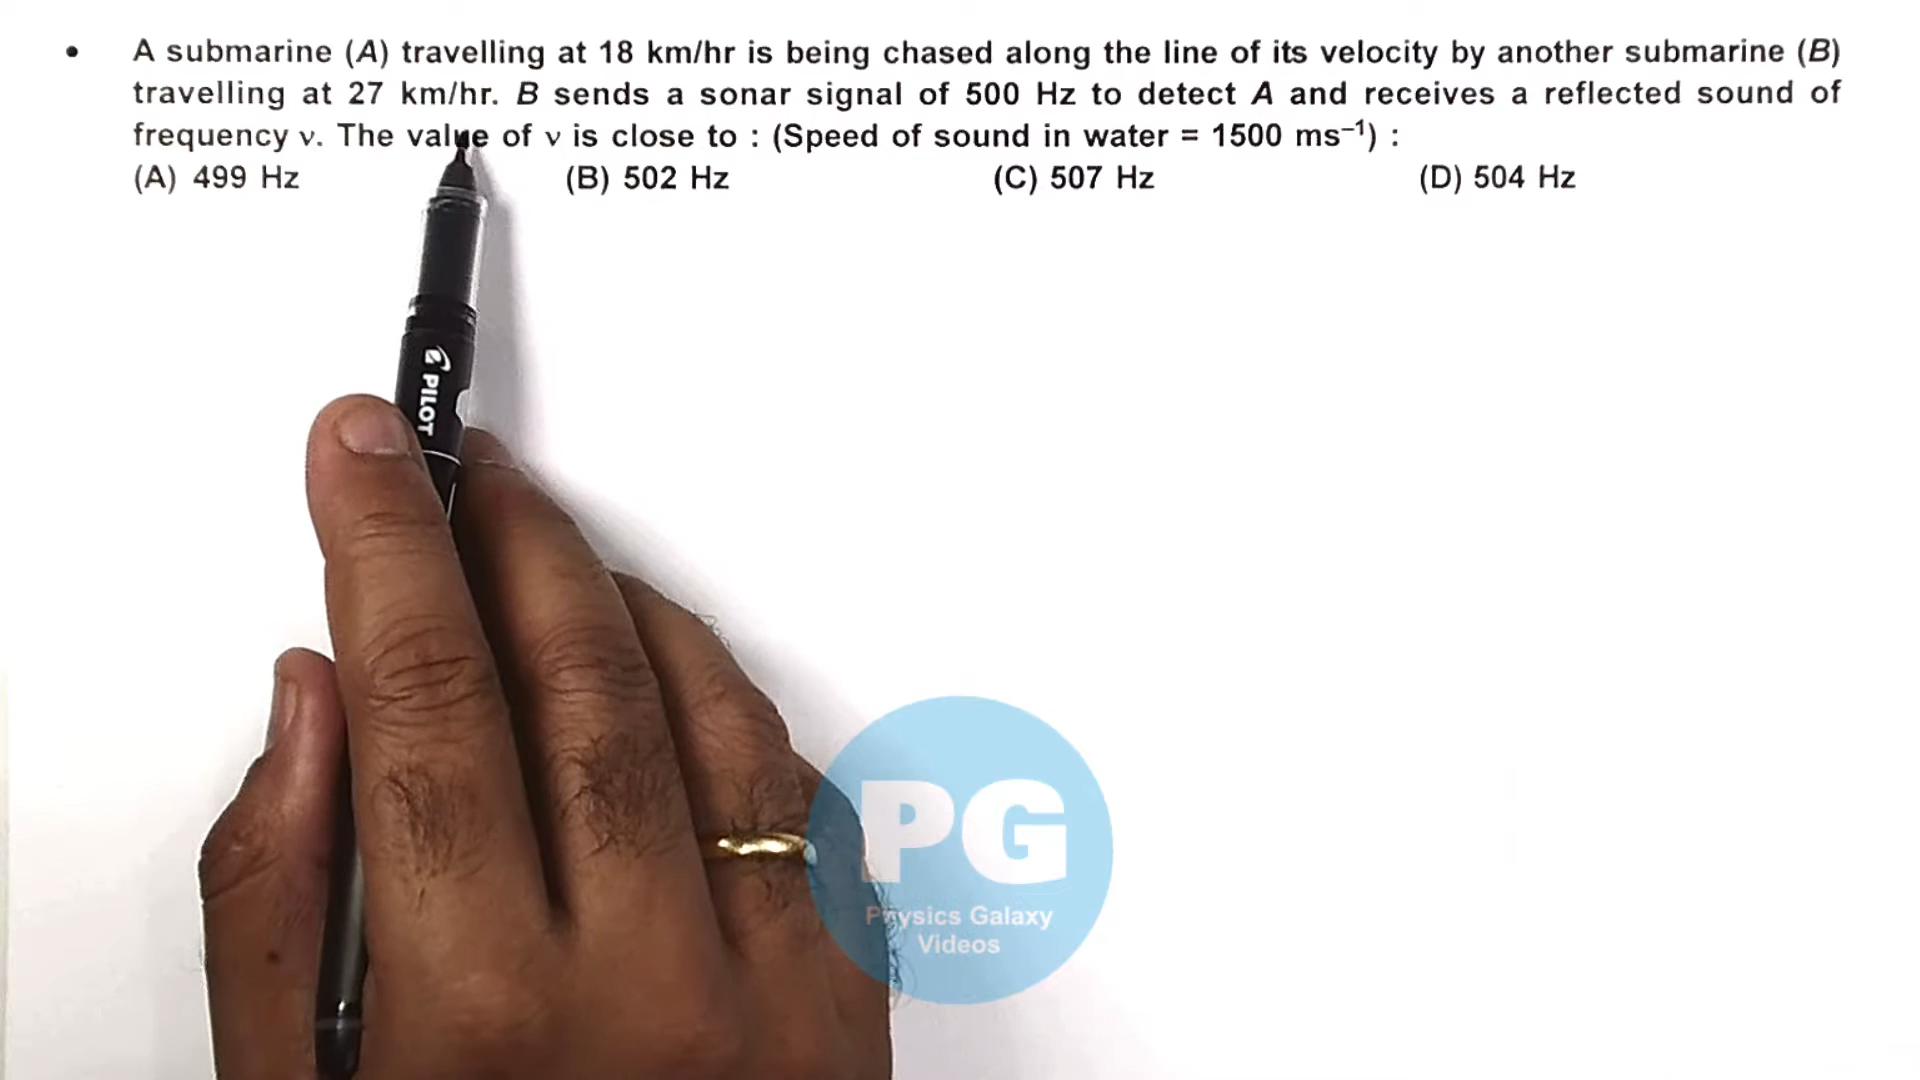 • A submarine (A) travelling at 18 km/hr is being chased along the line of its velocity by another submarine (B)
travelling at 27 km/hr. B sends a sonar signal of 500 Hz to detect A and receives a reflected sound of
frequency ν. The value of ν is close to : (Speed of sound in water = 1500 ms⁻¹) :
(A) 499 Hz (B) 502 Hz (C) 507 Hz (D) 504 Hz
PILOT
PG
Physics Galaxy
Videos